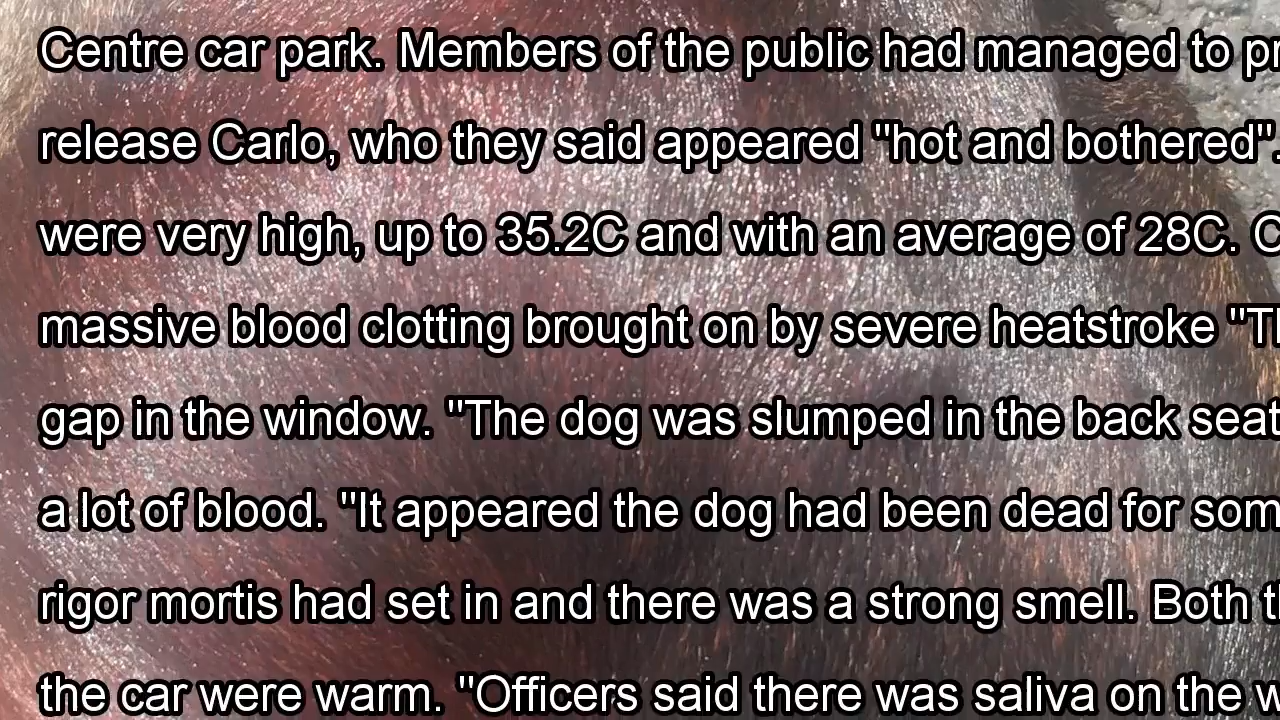 Centre car park. Members of the public had managed to
release Carlo, who they said appeared "hot and bothered".
were very high, up to 35.2C and with an average of 28C.
massive blood clotting brought on by severe heatstroke
gap in the window. "The dog was slumped in the back seat
a lot of blood. "It appeared the dog had been dead for
rigor mortis had set in and there was a strong smell. Both
the car were warm. "Officers said there was saliva on the